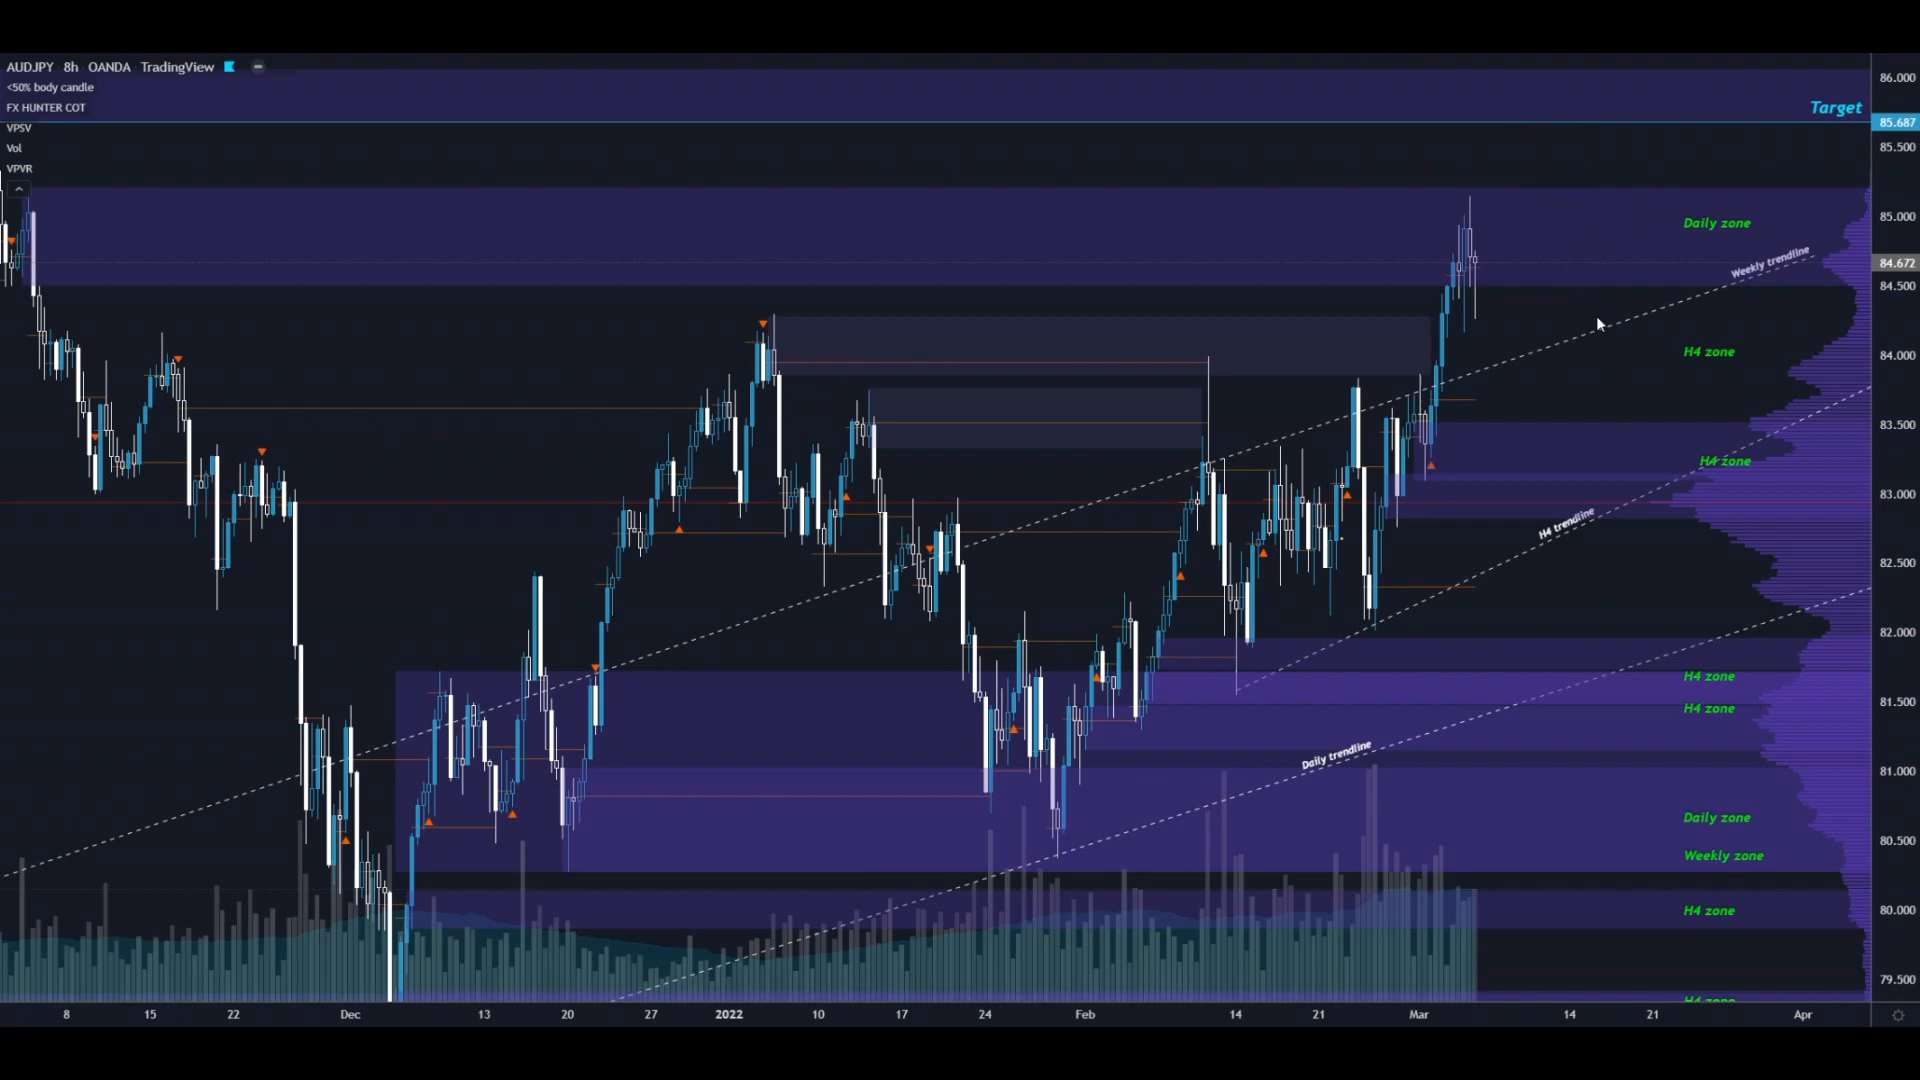 AUDJPY 8h OANDA TradingView
<50% body candle
FX HUNTER COT
VPSV
Vol
VPVR
86.000
Target
85.687
85.500
85.000
Daily zone
Weekly trendline
84.672
84.500
H4 zone
84.000
83.500
H4 zone
83.000
H4 trendline
82.500
82.000
H4 zone
81.500
H4 zone
Daily trendline
81.000
Daily zone
80.500
Weekly zone
80.000
H4 zone
79.500
H4 zone
8 15 22 Dec 13 20 27 2022 10 17 24 Feb 14 21 Mar 14 21 Apr